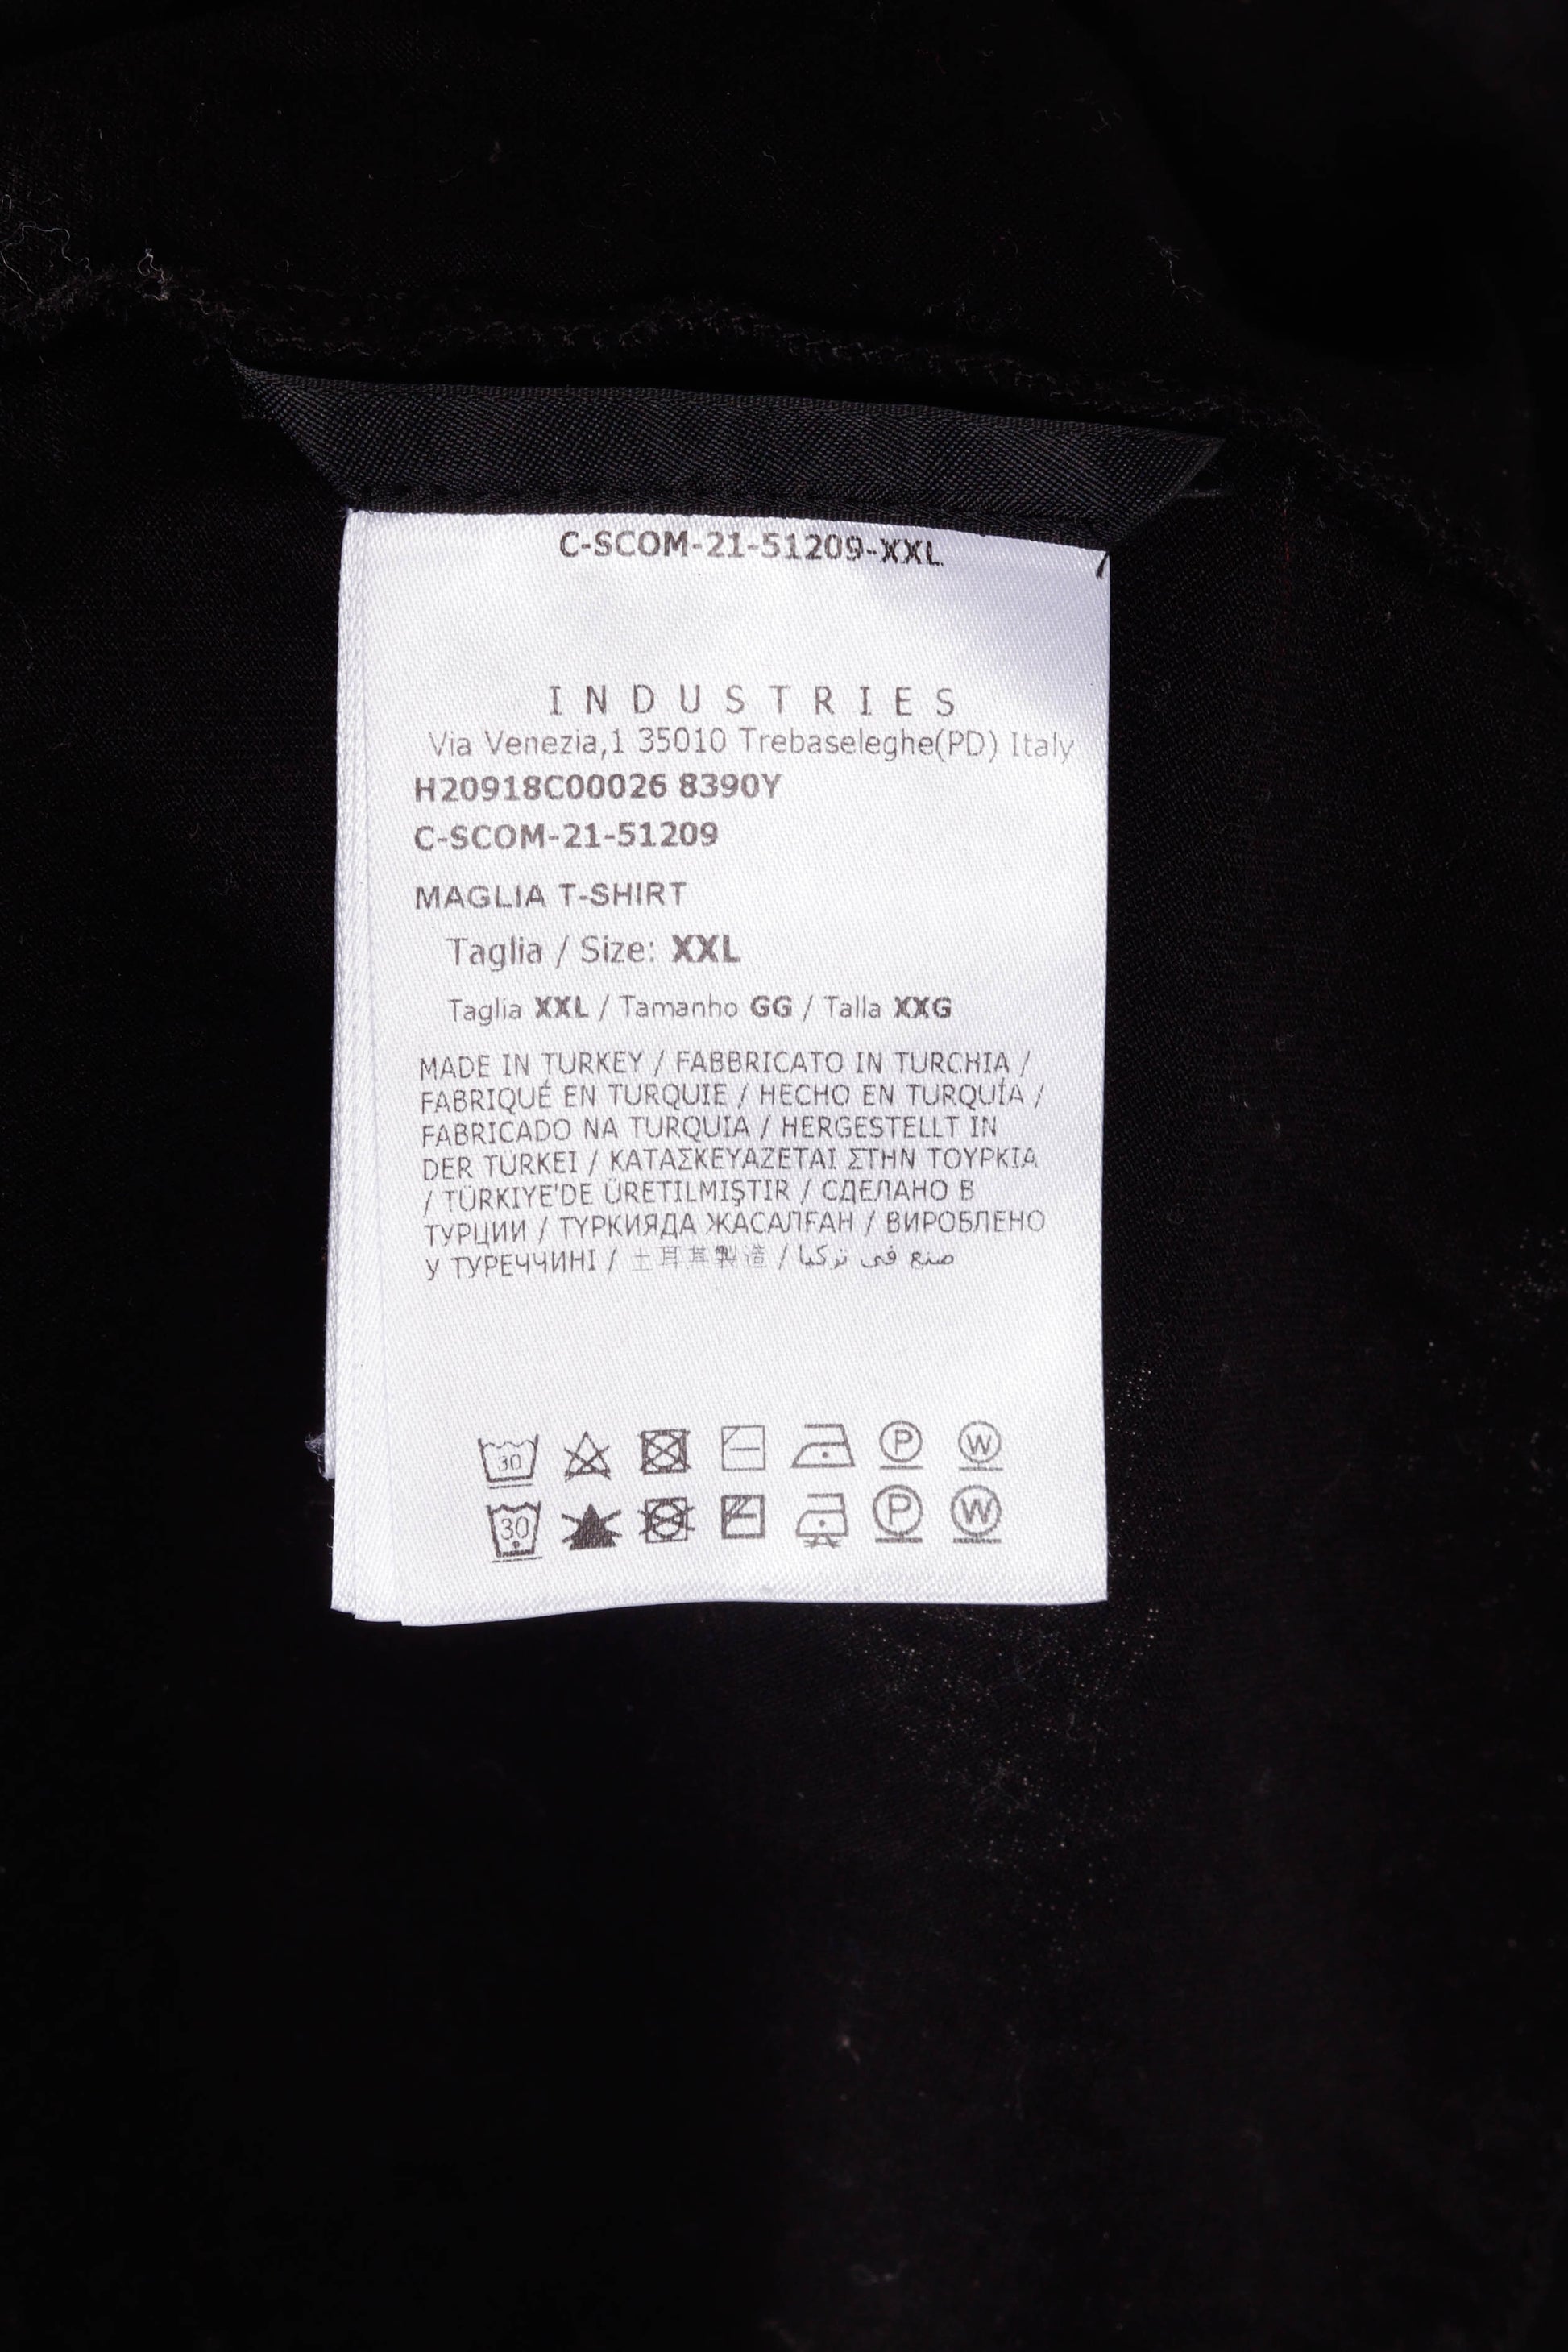 C-SCOM-21-51209-XXL
INDUSTRIES
Via Venezia,1 35010 Trebaseleghe(PD) Italy
H20918C00026 8390Y
C-SCOM-21-51209
MAGLIA T-SHIRT
Taglia / Size: XXL
Taglia XXL / Tamanho GG / Talla XXG
MADE IN TURKEY / FABBRICATO IN TURCHIA /
FABRIQUÉ EN TURQUIE / HECHO EN TURQUÍA /
FABRICADO NA TURQUIA / HERGESTELLT IN
DER TURKEI / ΚΑΤΑΣΚΕΥΑΖΕΤΑΙ ΣΤΗΝ ΤΟΥΡΚΙΑ
/ TÜRKIYE'DE ÜRETILMIŞTIR / СДЕЛАНО В
ТУРЦИИ / ТҮРКИЯДА ЖАСАЛҒАН / ВИРОБЛЕНО
У ТУРЕЧЧИНІ / 土耳其製造 / صنع في تركيا
30 P W
30 P W